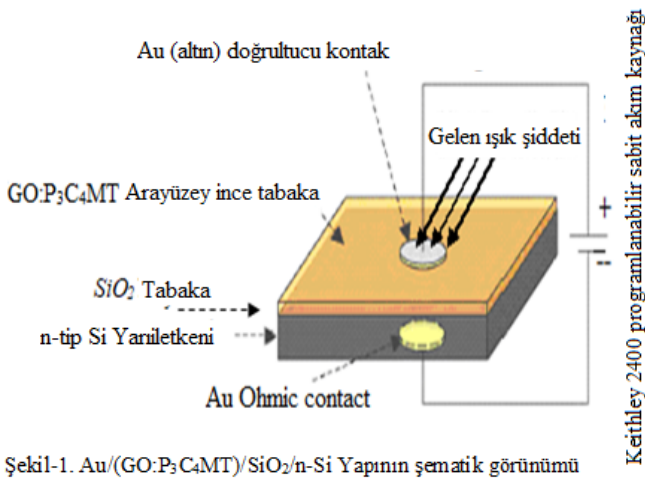 Au (altın) doğrultucu kontak
Gelen ışık şiddeti
GO:P₃C₄MT Arayüzey ince tabaka
+
--
SiO₂ Tabaka
n-tip Si Yarıiletkeni
Au Ohmic contact
Keithley 2400 programlanabilir sabit akım kaynağı
Şekil-1. Au/(GO:P₃C₄MT)/SiO₂/n-Si Yapının şematik görünümü